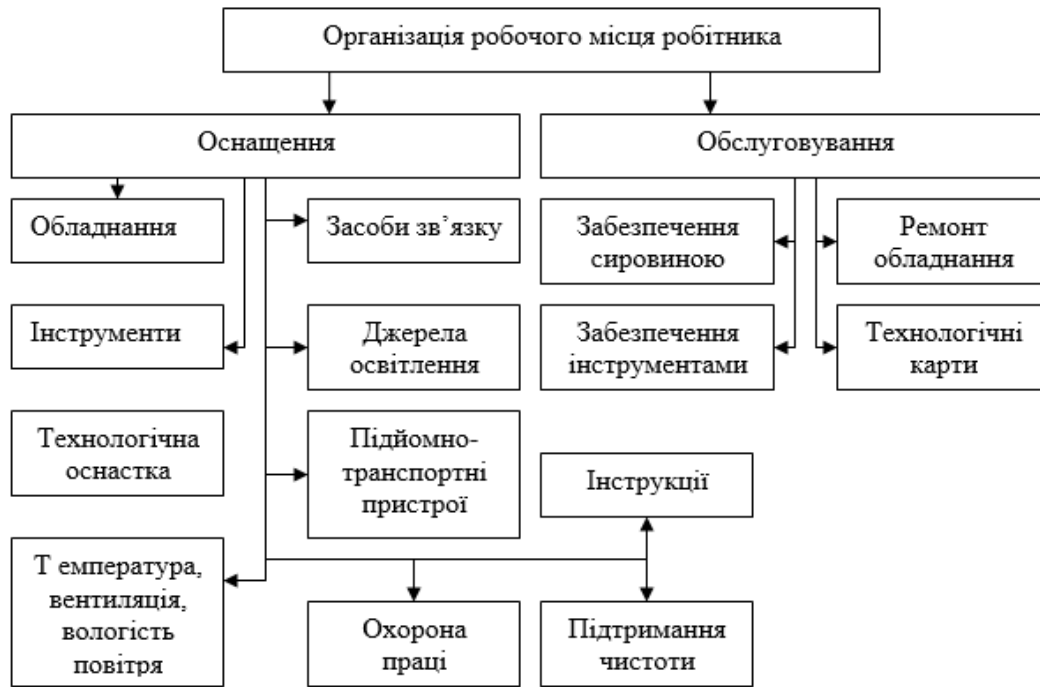 Організація робочого місця робітника
Оснащення
Обслуговування
Обладнання
Засоби зв’язку
Забезпечення
сировиною
Ремонт
обладнання
Інструменти
Джерела
освітлення
Забезпечення
інструментами
Технологічні
карти
Технологічна
оснастка
Підйомно-
транспортні
пристрої
Інструкції
Т емпература,
вентиляція,
вологість
повітря
Охорона
праці
Підтримання
чистоти